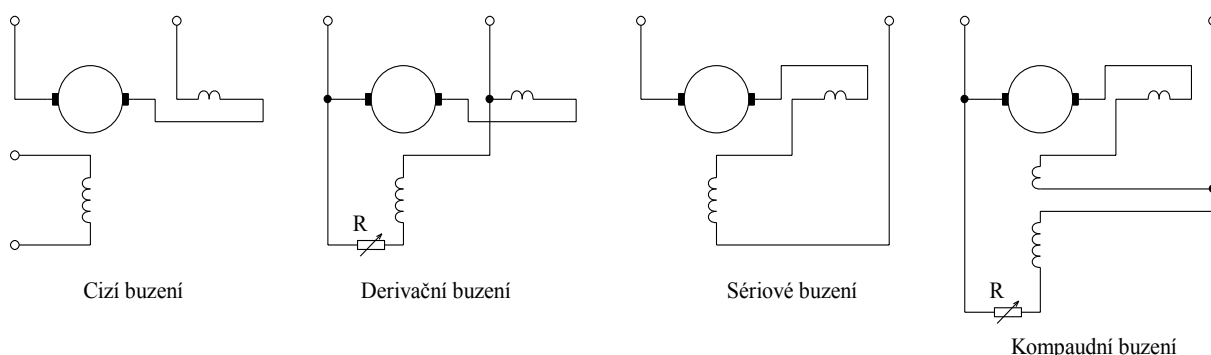 R
R
Cizí buzení
Derivační buzení
Sériové buzení
Kompaudní buzení